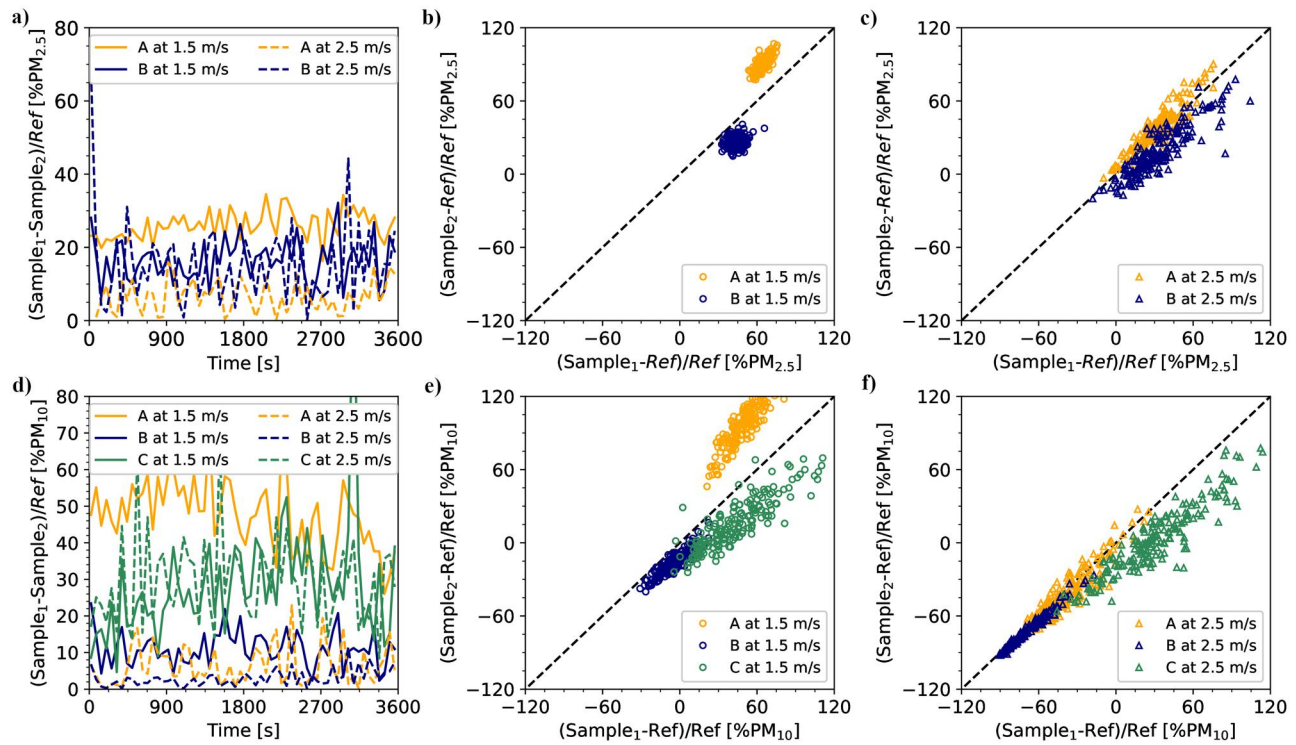 a)
(Sample₁-Sample₂)/Ref [%PM₂.₅]
80
60
40
20
0
A at 1.5 m/s
B at 1.5 m/s
A at 2.5 m/s
B at 2.5 m/s
0 900 1800 2700 3600
Time [s]
b)
(Sample₂-Ref)/Ref [%PM₂.₅]
120
60
0
−60
−120
A at 1.5 m/s
B at 1.5 m/s
−120 −60 0 60 120
(Sample₁-Ref)/Ref [%PM₂.₅]
c)
(Sample₂-Ref)/Ref [%PM₂.₅]
120
60
0
−60
−120
A at 2.5 m/s
B at 2.5 m/s
−120 −60 0 60 120
(Sample₁-Ref)/Ref [%PM₂.₅]
d)
(Sample₁-Sample₂)/Ref [%PM₁₀]
80
70
60
50
40
30
20
10
0
A at 1.5 m/s
B at 1.5 m/s
C at 1.5 m/s
A at 2.5 m/s
B at 2.5 m/s
C at 2.5 m/s
0 900 1800 2700 3600
Time [s]
e)
(Sample₂-Ref)/Ref [%PM₁₀]
120
60
0
−60
−120
A at 1.5 m/s
B at 1.5 m/s
C at 1.5 m/s
−120 −60 0 60 120
(Sample₁-Ref)/Ref [%PM₁₀]
f)
(Sample₂-Ref)/Ref [%PM₁₀]
120
60
0
−60
−120
A at 2.5 m/s
B at 2.5 m/s
C at 2.5 m/s
−120 −60 0 60 120
(Sample₁-Ref)/Ref [%PM₁₀]